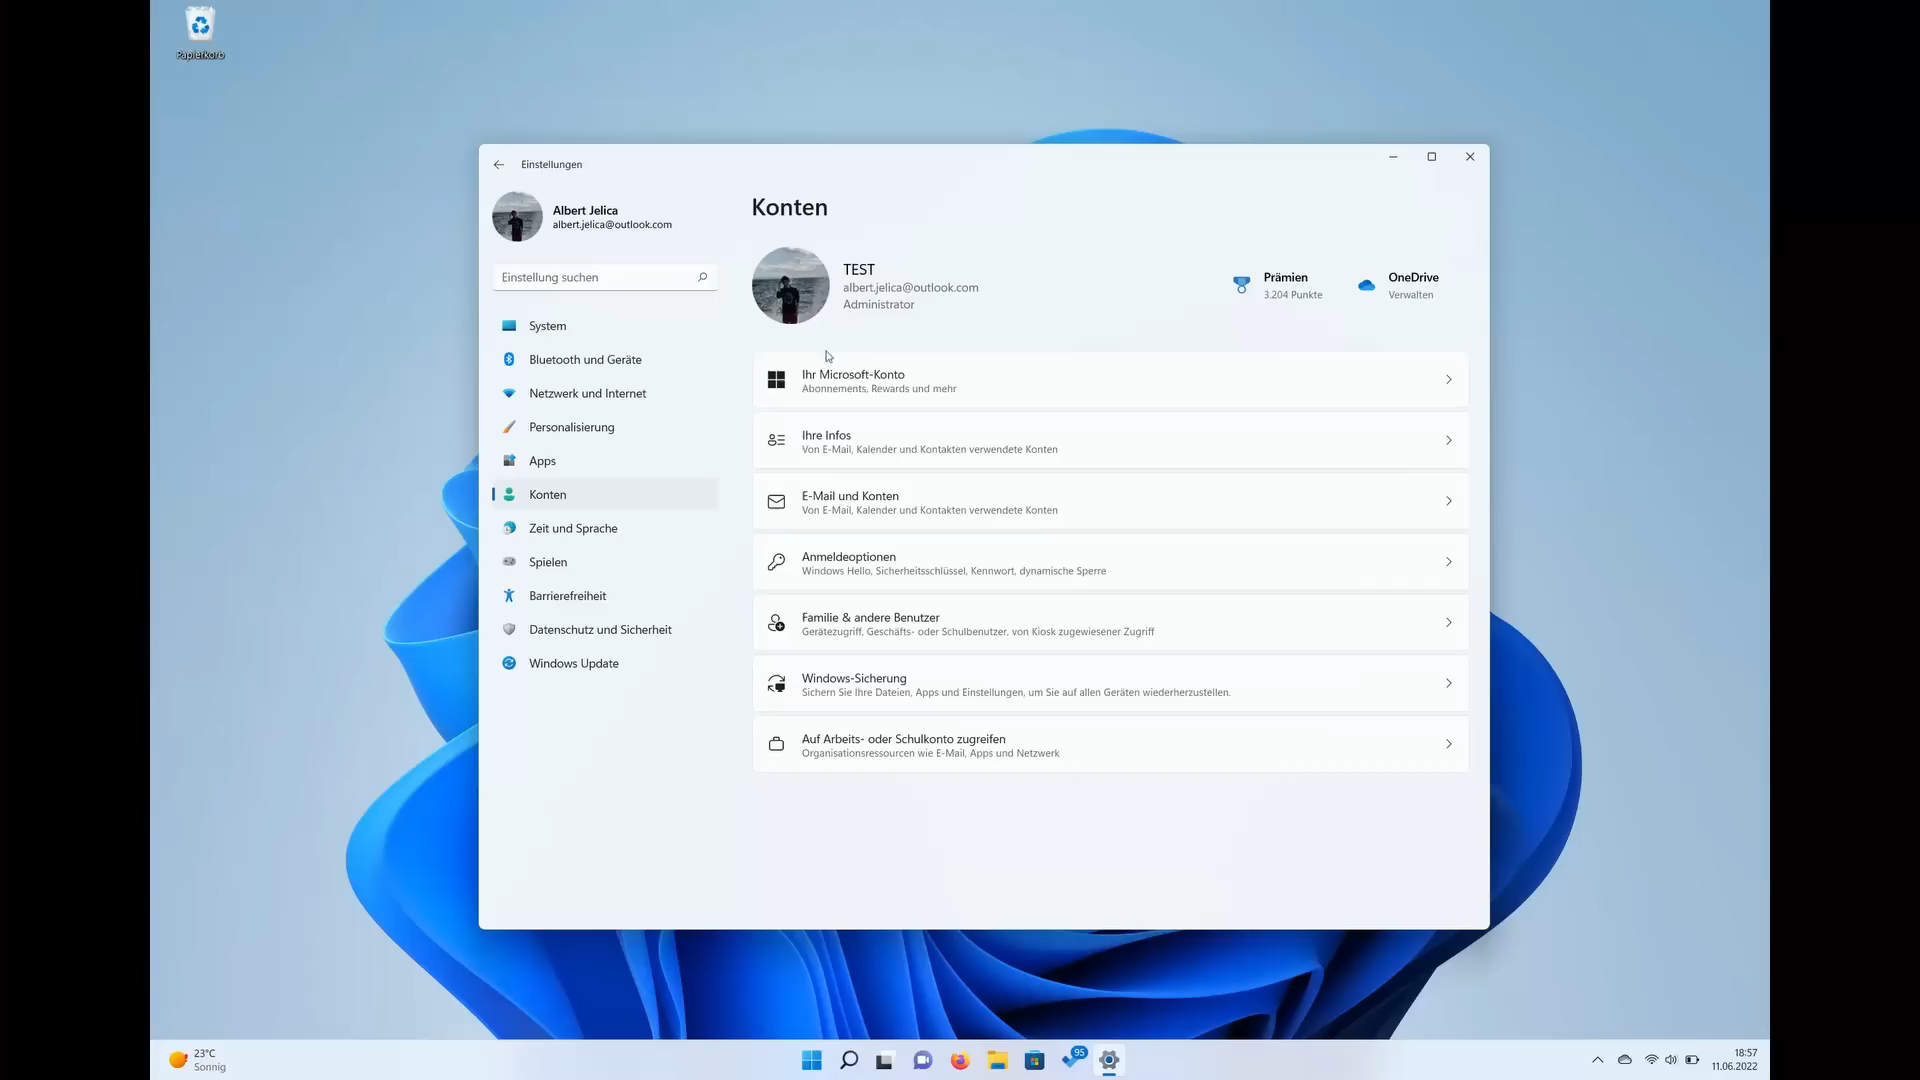 Papierkorb
Einstellungen
Albert Jelica
albert.jelica@outlook.com
Einstellung suchen
System
Bluetooth und Geräte
Netzwerk und Internet
Personalisierung
Apps
Konten
Zeit und Sprache
Spielen
Barrierefreiheit
Datenschutz und Sicherheit
Windows Update
Konten
TEST
albert.jelica@outlook.com
Administrator
Prämien
3.204 Punkte
OneDrive
Verwalten
Ihr Microsoft-Konto
Abonnements, Rewards und mehr
Ihre Infos
Von E-Mail, Kalender und Kontakten verwendete Konten
E-Mail und Konten
Von E-Mail, Kalender und Kontakten verwendete Konten
Anmeldeoptionen
Windows Hello, Sicherheitsschlüssel, Kennwort, dynamische Sperre
Familie & andere Benutzer
Gerätezugriff, Geschäfts- oder Schulbenutzer, von Kiosk zugewiesener Zugriff
Windows-Sicherung
Sichern Sie Ihre Dateien, Apps und Einstellungen, um Sie auf allen Geräten wiederherzustellen.
Auf Arbeits- oder Schulkonto zugreifen
Organisationsressourcen wie E-Mail, Apps und Netzwerk
23°C
Sonnig
95
18:57
11.06.2022